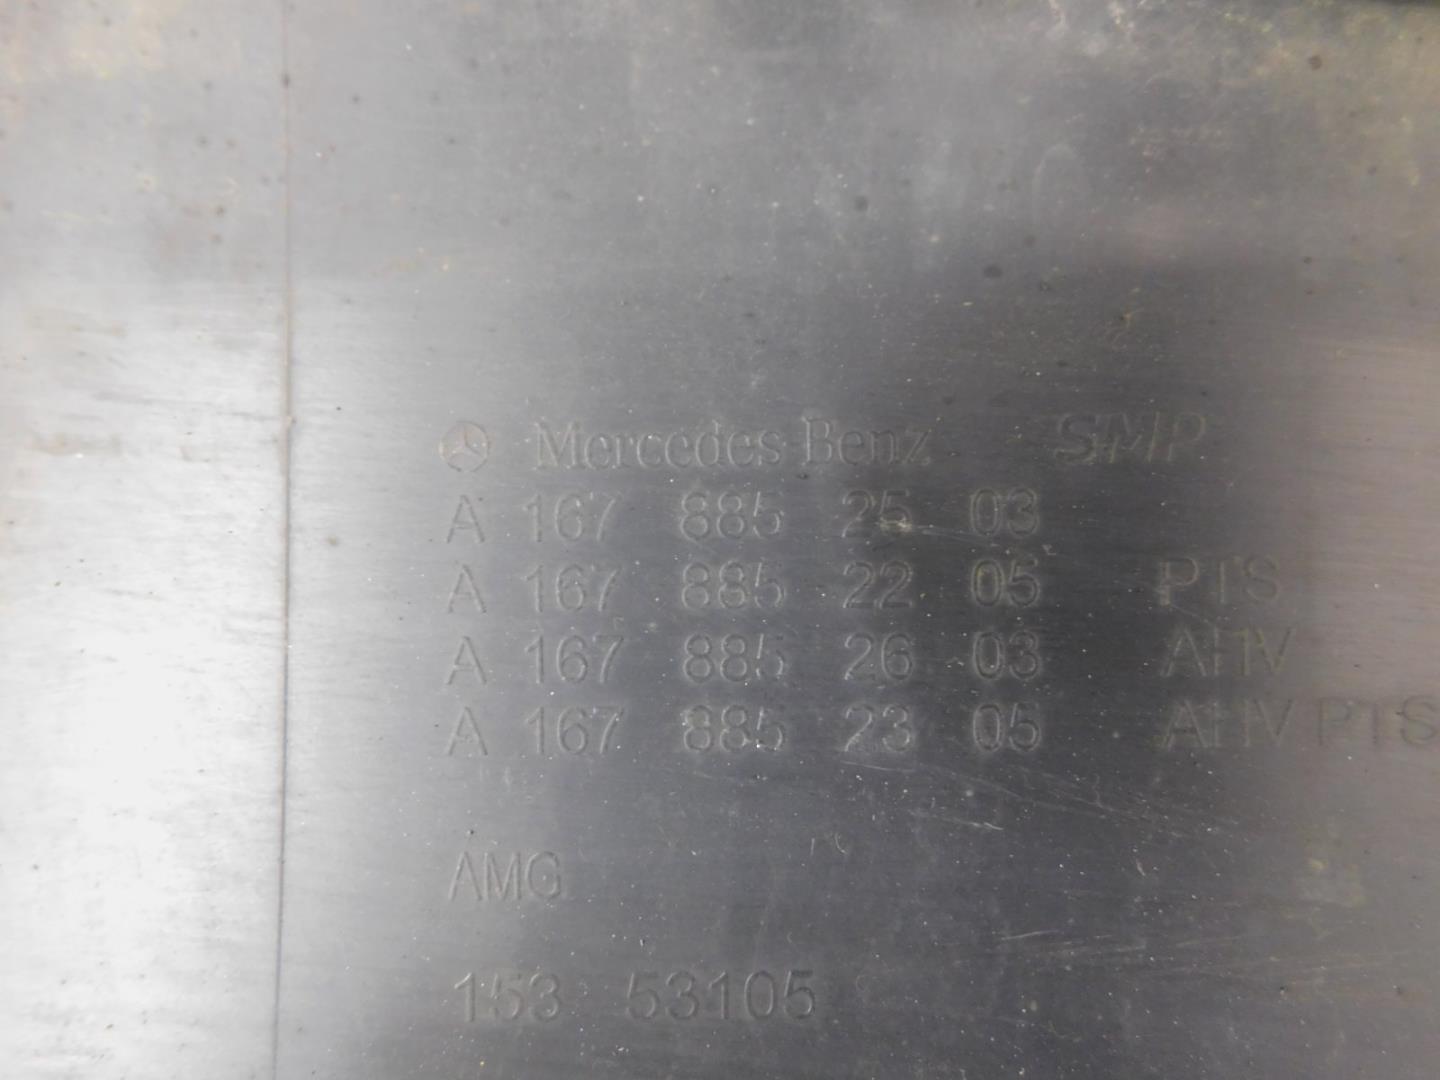 Mercedes-Benz SMP
A 167 885 25 03
A 167 885 22 05 PTS
A 167 885 26 03 AHV
A 167 885 23 05 AHV PTS
AMG
153 53105